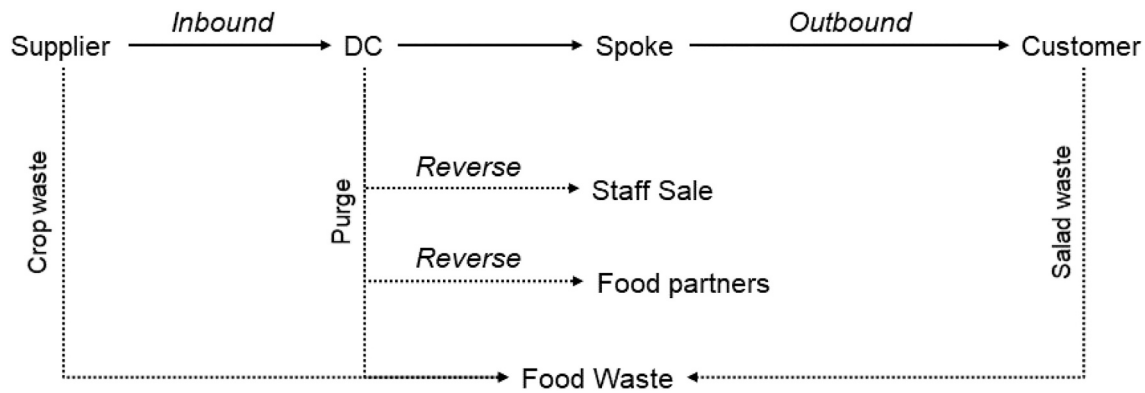 Inbound
Outbound
Supplier
DC
Spoke
Customer
Crop waste
Purge
Reverse
Staff Sale
Reverse
Food partners
Salad waste
Food Waste